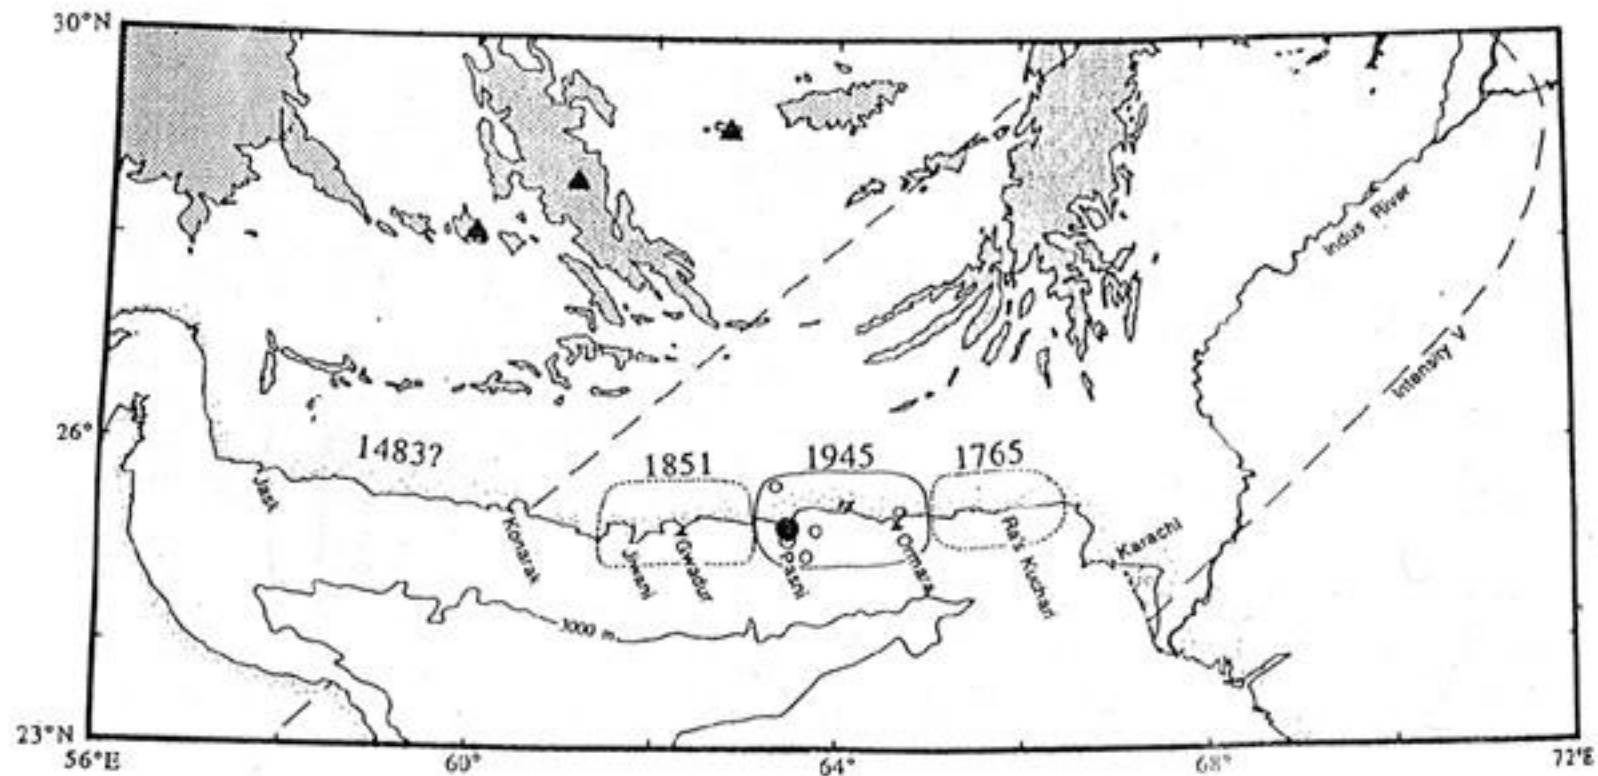 30°N
Indus River
Intensity V
26°
1483?
1851
1945
1765
Jask
Konarak
Jiwani
Gwadur
Pasni
Ormara
Ra's Kuchari
Karachi
3000 m
23°N
56°E
60°
64°
68°
72°E